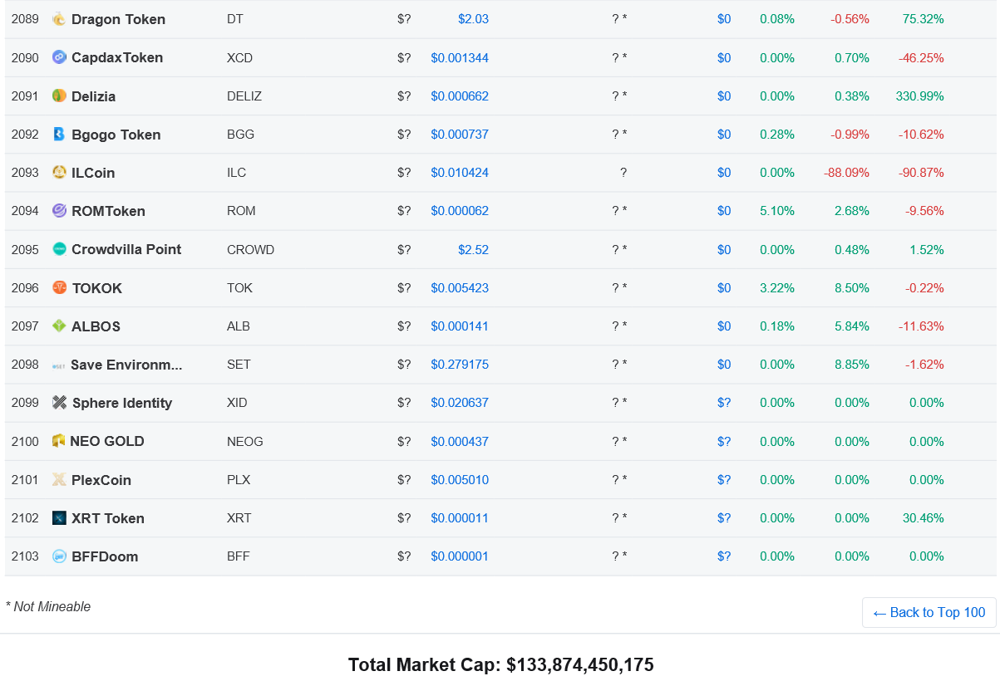 2089 Dragon Token DT $? $2.03 ? * $0 0.08% -0.56% 75.32%
2090 CapdaxToken XCD $? $0.001344 ? * $0 0.00% 0.70% -46.25%
2091 Delizia DELIZ $? $0.000662 ? * $0 0.00% 0.38% 330.99%
2092 Bgogo Token BGG $? $0.000737 ? * $0 0.28% -0.99% -10.62%
2093 ILCoin ILC $? $0.010424 ? $0 0.00% -88.09% -90.87%
2094 ROMToken ROM $? $0.000062 ? * $0 5.10% 2.68% -9.56%
2095 Crowdvilla Point CROWD $? $2.52 ? * $0 0.00% 0.48% 1.52%
2096 TOKOK TOK $? $0.005423 ? * $0 3.22% 8.50% -0.22%
2097 ALBOS ALB $? $0.000141 ? * $0 0.18% 5.84% -11.63%
2098 Save Environm... SET $? $0.279175 ? * $0 0.00% 8.85% -1.62%
2099 Sphere Identity XID $? $0.020637 ? * $? 0.00% 0.00% 0.00%
2100 NEO GOLD NEOG $? $0.000437 ? * $? 0.00% 0.00% 0.00%
2101 PlexCoin PLX $? $0.005010 ? * $? 0.00% 0.00% 0.00%
2102 XRT Token XRT $? $0.000011 ? * $? 0.00% 0.00% 30.46%
2103 BFFDoom BFF $? $0.000001 ? * $? 0.00% 0.00% 0.00%
* Not Mineable
← Back to Top 100
Total Market Cap: $133,874,450,175